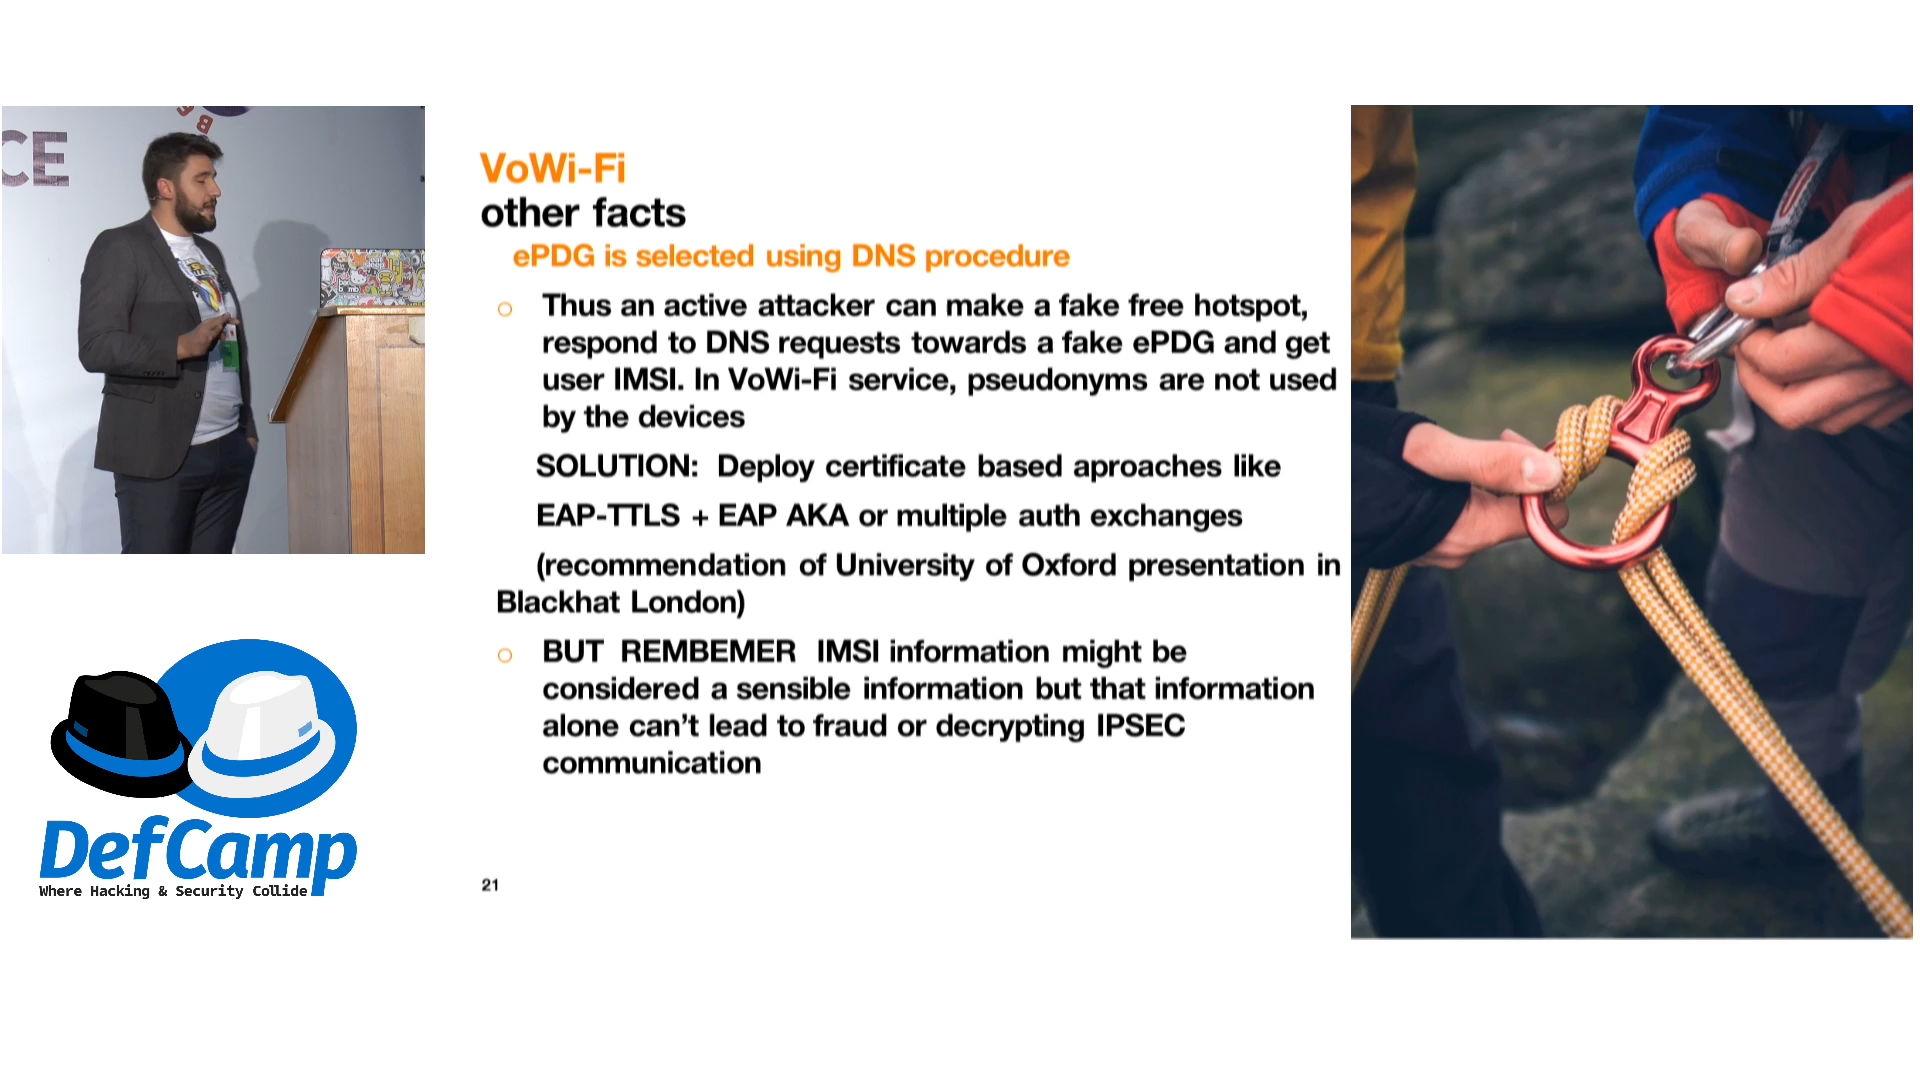 CE
VoWi-Fi
other facts
ePDG is selected using DNS procedure
Thus an active attacker can make a fake free hotspot,
respond to DNS requests towards a fake ePDG and get
user IMSI. In VoWi-Fi service, pseudonyms are not used
by the devices
SOLUTION: Deploy certificate based aproaches like
EAP-TTLS + EAP AKA or multiple auth exchanges
(recommendation of University of Oxford presentation in
Blackhat London)
BUT REMBEMER IMSI information might be
considered a sensible information but that information
alone can't lead to fraud or decrypting IPSEC
communication
21
DefCamp
Where Hacking & Security Collide